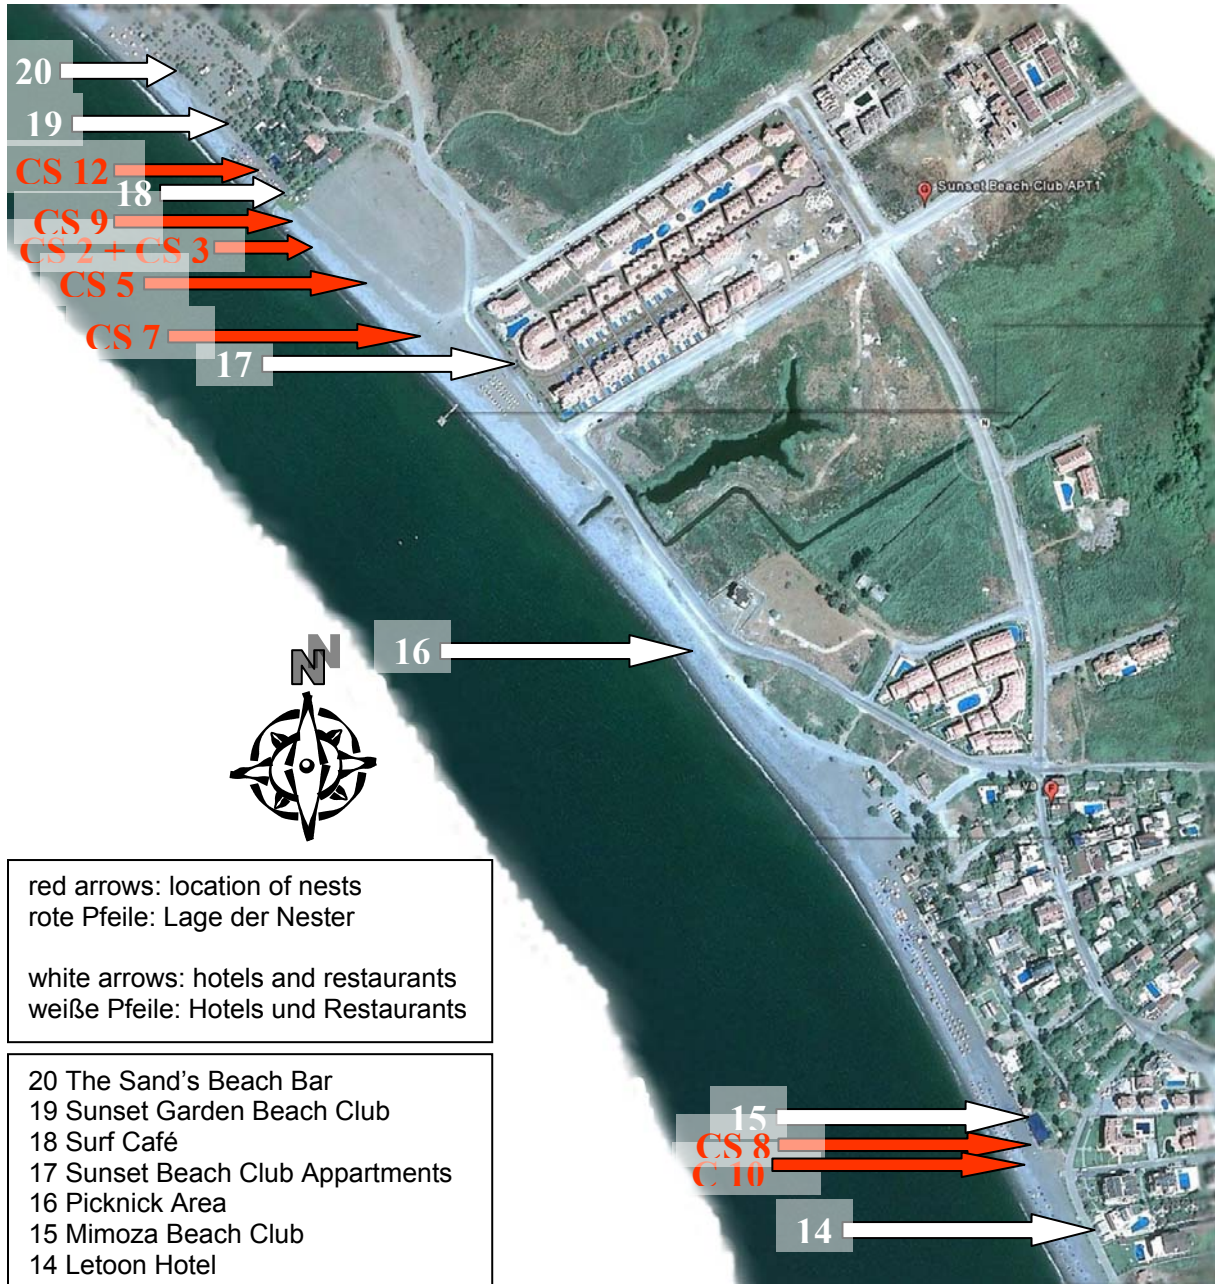 20
19
CS 12
18
CS 9
CS 2 + CS 3
CS 5
CS 7
17
Sunset Beach Club APT1
G
N
16
N
F
red arrows: location of nests
rote Pfeile: Lage der Nester
white arrows: hotels and restaurants
weiße Pfeile: Hotels und Restaurants
20 The Sand's Beach Bar
19 Sunset Garden Beach Club
18 Surf Café
17 Sunset Beach Club Appartments
16 Picknick Area
15 Mimoza Beach Club
14 Letoon Hotel
15
CS 8
C 10
14